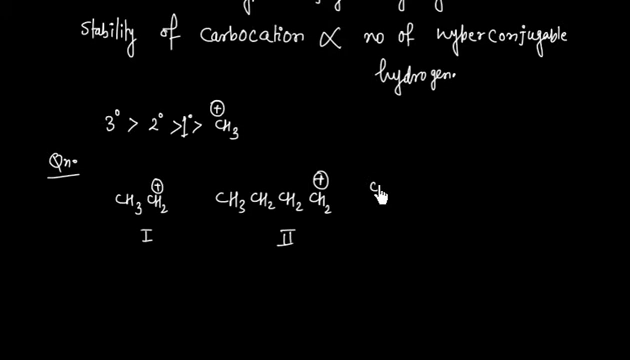 Stability of carbocation ∝ no of hyberconjugable
hydrogen.
3° > 2° > 1° > ⊕CH₃
Qn.
CH₃ CH₂⊕ CH₃ CH₂ CH₂ CH₂⊕ C
I II